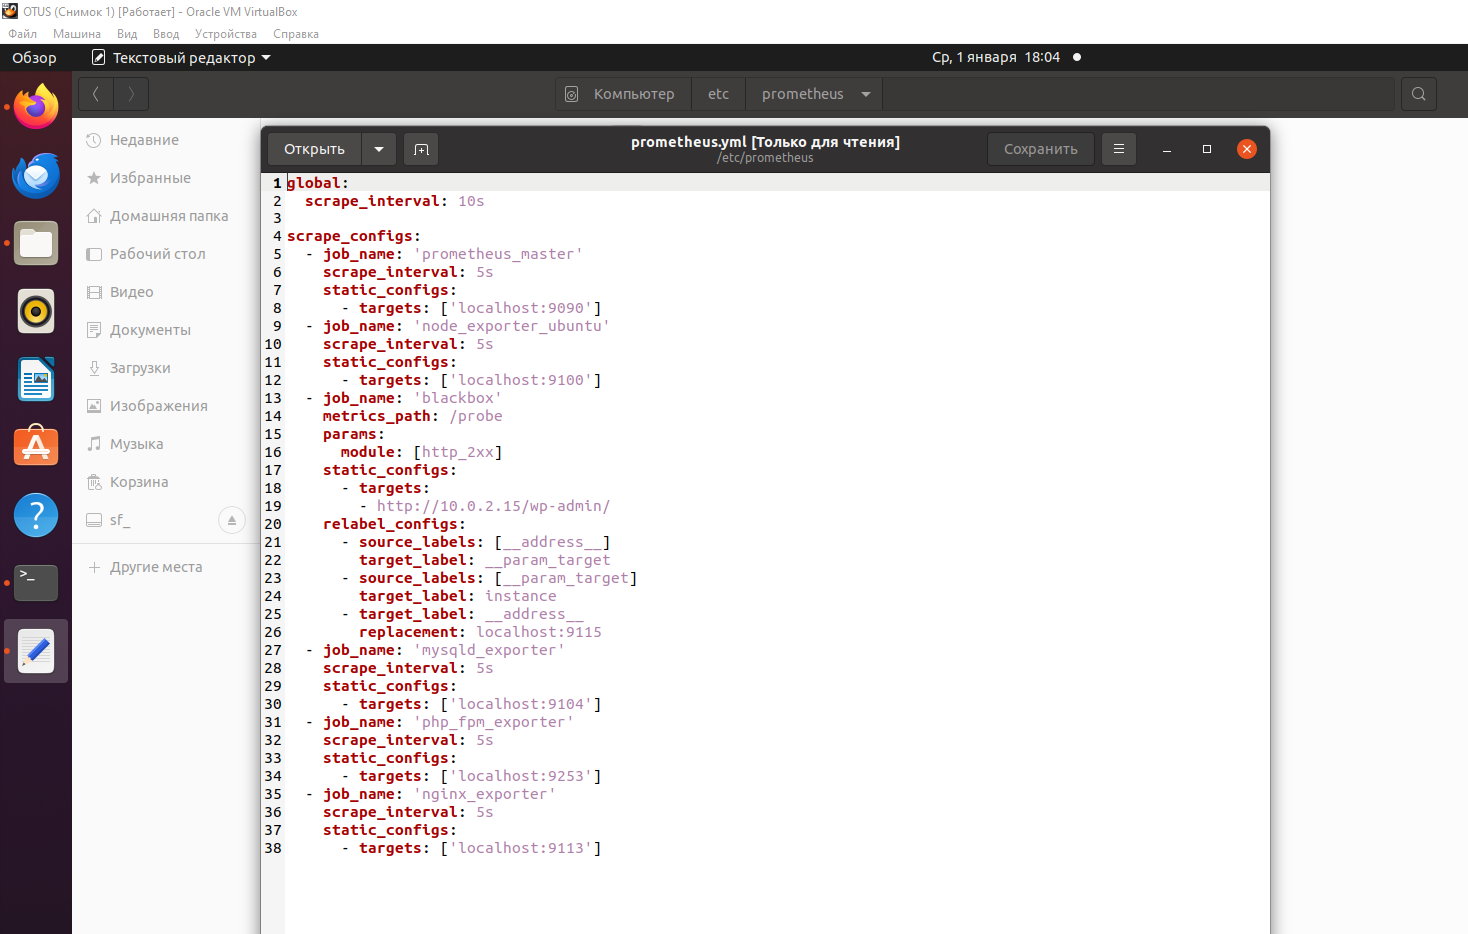 OTUS (Снимок 1) [Работает] - Oracle VM VirtualBox
Файл Машина Вид Ввод Устройства Справка
Обзор Текстовый редактор Ср, 1 января 18:04
Компьютер etc prometheus
Недавние
Избранные
Домашняя папка
Рабочий стол
Видео
Документы
Загрузки
Изображения
Музыка
Корзина
sf_
Другие места
Открыть prometheus.yml [Только для чтения] Сохранить
/etc/prometheus
1 global:
2   scrape_interval: 10s
3
4 scrape_configs:
5   - job_name: 'prometheus_master'
6     scrape_interval: 5s
7     static_configs:
8       - targets: ['localhost:9090']
9   - job_name: 'node_exporter_ubuntu'
10     scrape_interval: 5s
11     static_configs:
12       - targets: ['localhost:9100']
13   - job_name: 'blackbox'
14     metrics_path: /probe
15     params:
16       module: [http_2xx]
17     static_configs:
18       - targets:
19         - http://10.0.2.15/wp-admin/
20     relabel_configs:
21       - source_labels: [__address__]
22         target_label: __param_target
23       - source_labels: [__param_target]
24         target_label: instance
25       - target_label: __address__
26         replacement: localhost:9115
27   - job_name: 'mysqld_exporter'
28     scrape_interval: 5s
29     static_configs:
30       - targets: ['localhost:9104']
31   - job_name: 'php_fpm_exporter'
32     scrape_interval: 5s
33     static_configs:
34       - targets: ['localhost:9253']
35   - job_name: 'nginx_exporter'
36     scrape_interval: 5s
37     static_configs:
38       - targets: ['localhost:9113']